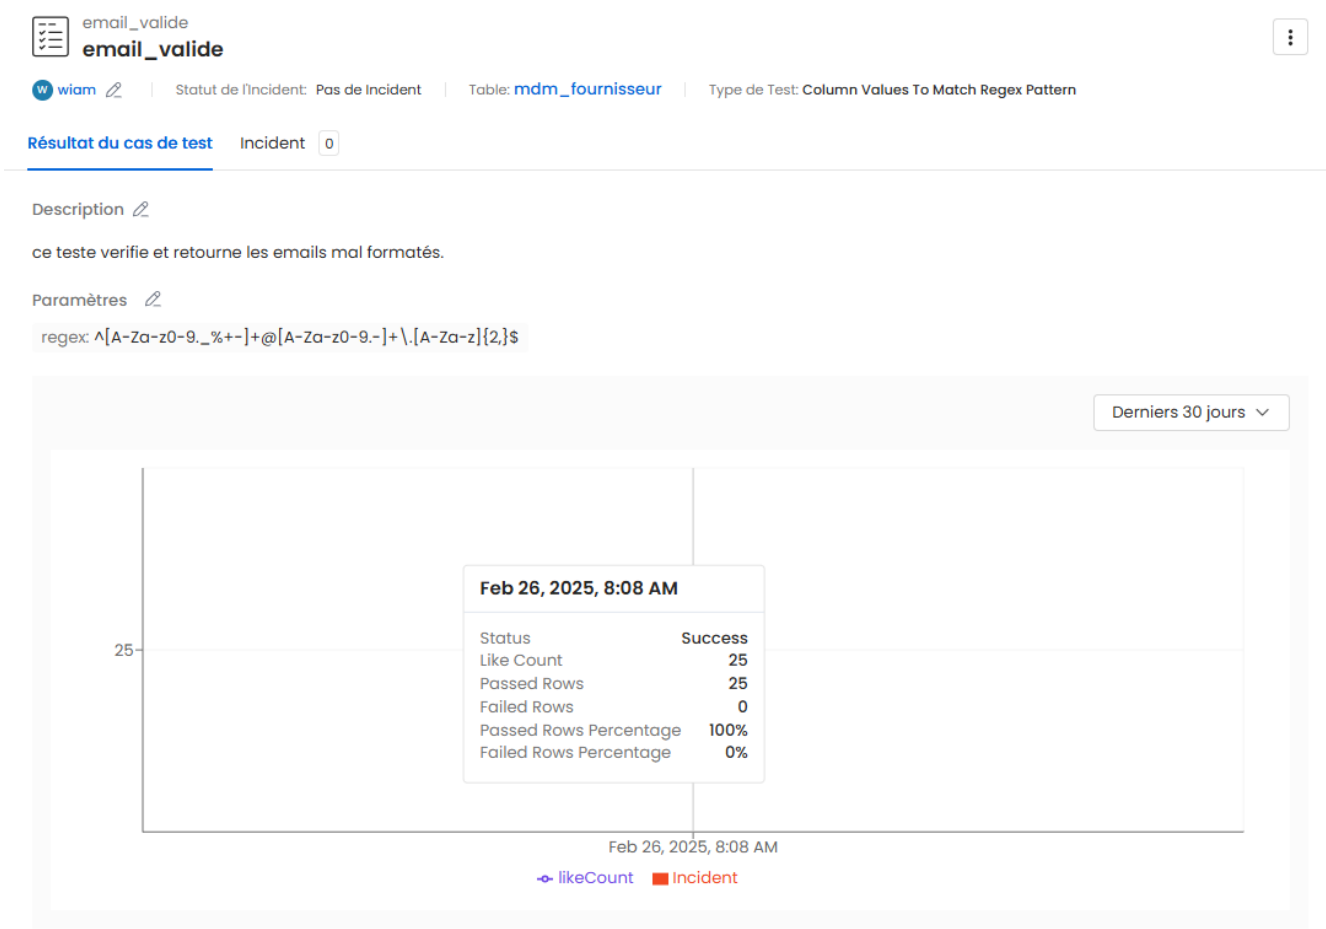 email_valide
email_valide
W wiam Statut de l'Incident: Pas de Incident Table: mdm_fournisseur Type de Test: Column Values To Match Regex Pattern
Résultat du cas de test Incident 0
Description
ce teste verifie et retourne les emails mal formatés.
Paramètres
regex: ^[A-Za-z0-9._%+-]+@[A-Za-z0-9.-]+\.[A-Za-z]{2,}$
Derniers 30 jours
Feb 26, 2025, 8:08 AM
Status Success
25
Like Count 25
Passed Rows 25
Failed Rows 0
Passed Rows Percentage 100%
Failed Rows Percentage 0%
Feb 26, 2025, 8:08 AM
likeCount Incident